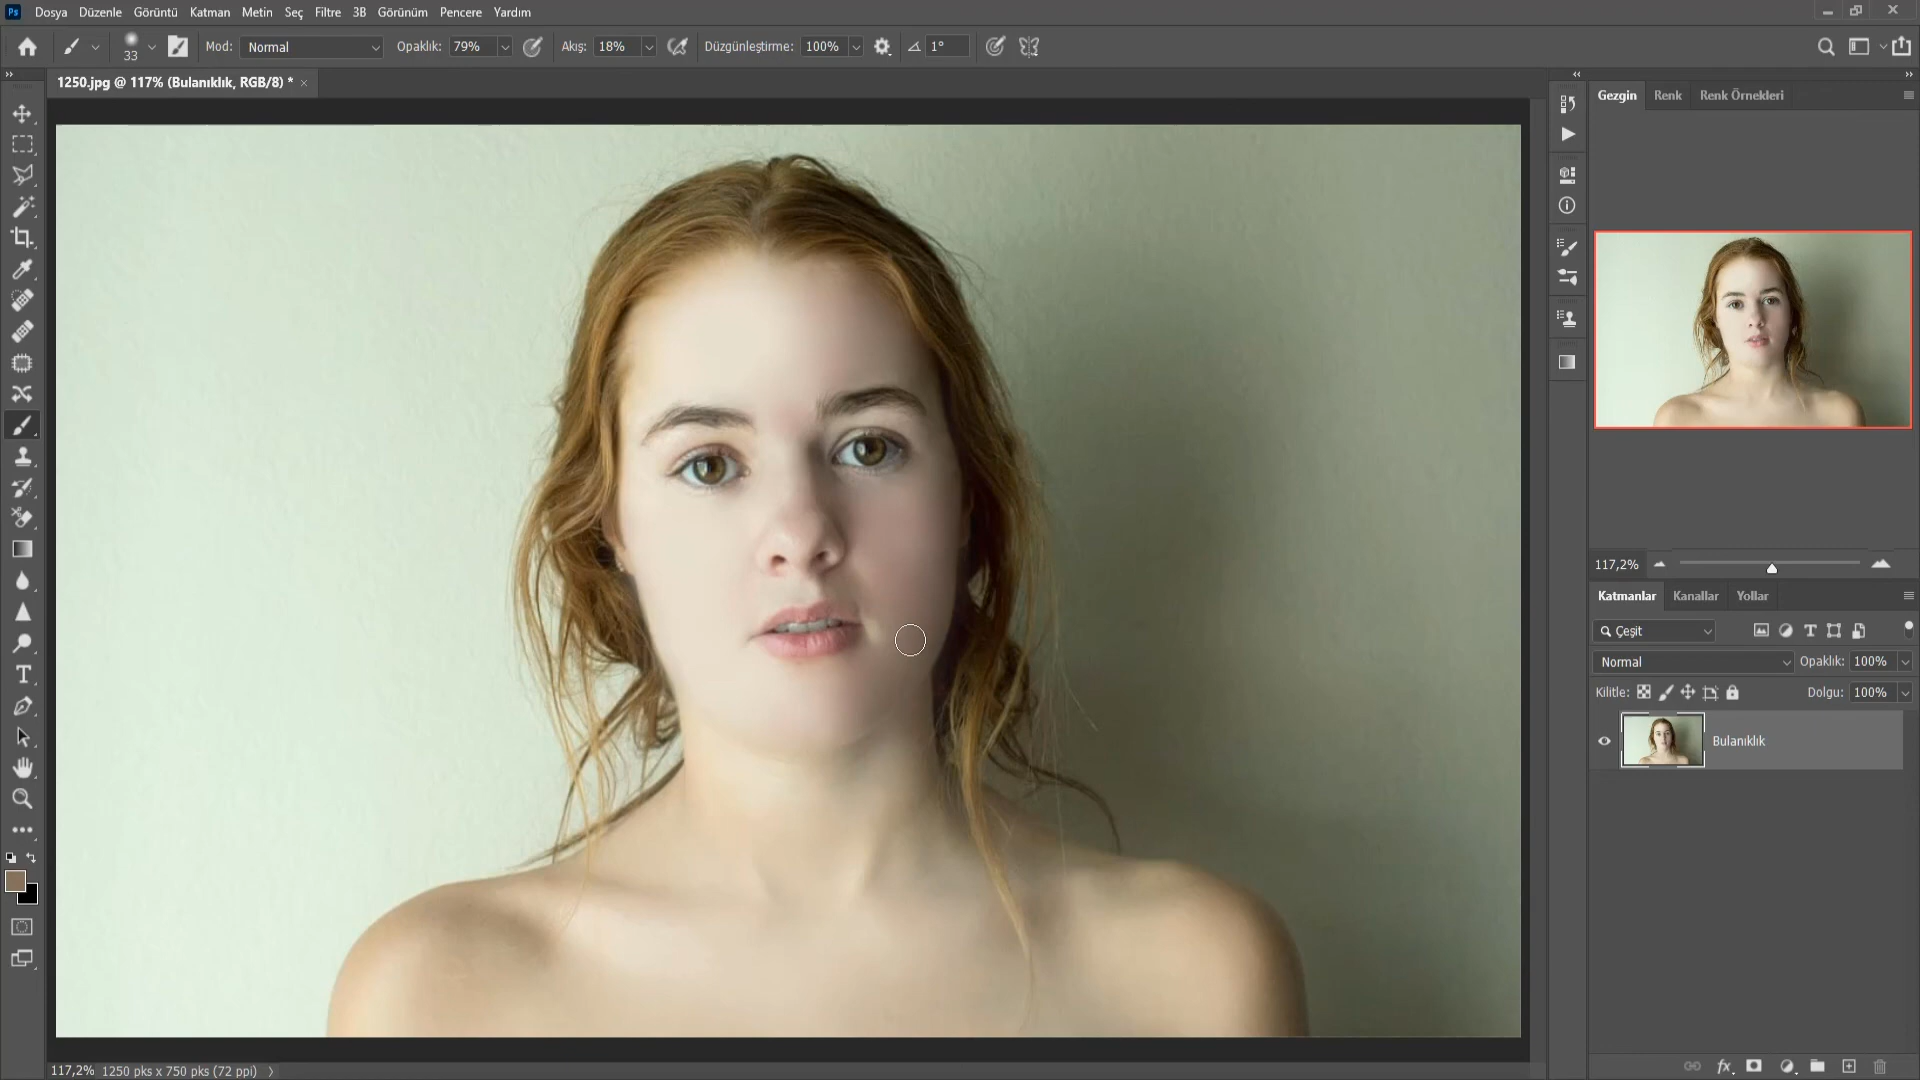 Ps Dosya Düzenle Görüntü Katman Metin Seç Filtre 3B Görünüm Pencere Yardım
33 Mod: Normal Opaklık: 79% Akış: 18% Düzgünleştirme: 100% 1°
1250.jpg @ 117% (Bulanıklık, RGB/8) * ×
Gezgin Renk Renk Örnekleri
117,2%
Katmanlar Kanallar Yollar
Çeşit
Normal Opaklık: 100%
Kilitle: Dolgu: 100%
Bulanıklık
fx
117,2% 1250 pks x 750 pks (72 ppi)